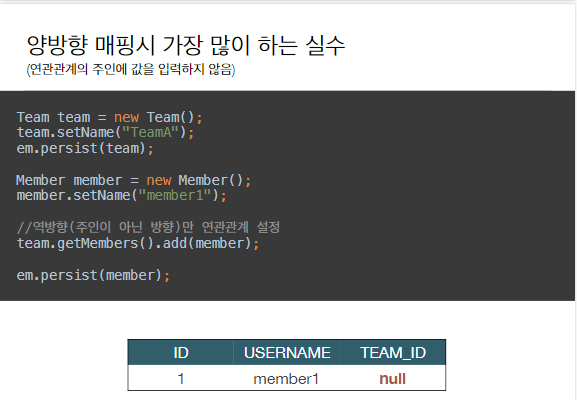 양방향 매핑시 가장 많이 하는 실수
(연관관계의 주인에 값을 입력하지 않음)
Team team = new Team();
team.setName("TeamA");
em.persist(team);
Member member = new Member();
member.setName("member1");
//역방향(주인이 아닌 방향)만 연관관계 설정
team.getMembers().add(member);
em.persist(member);
ID USERNAME TEAM_ID
1 member1 null